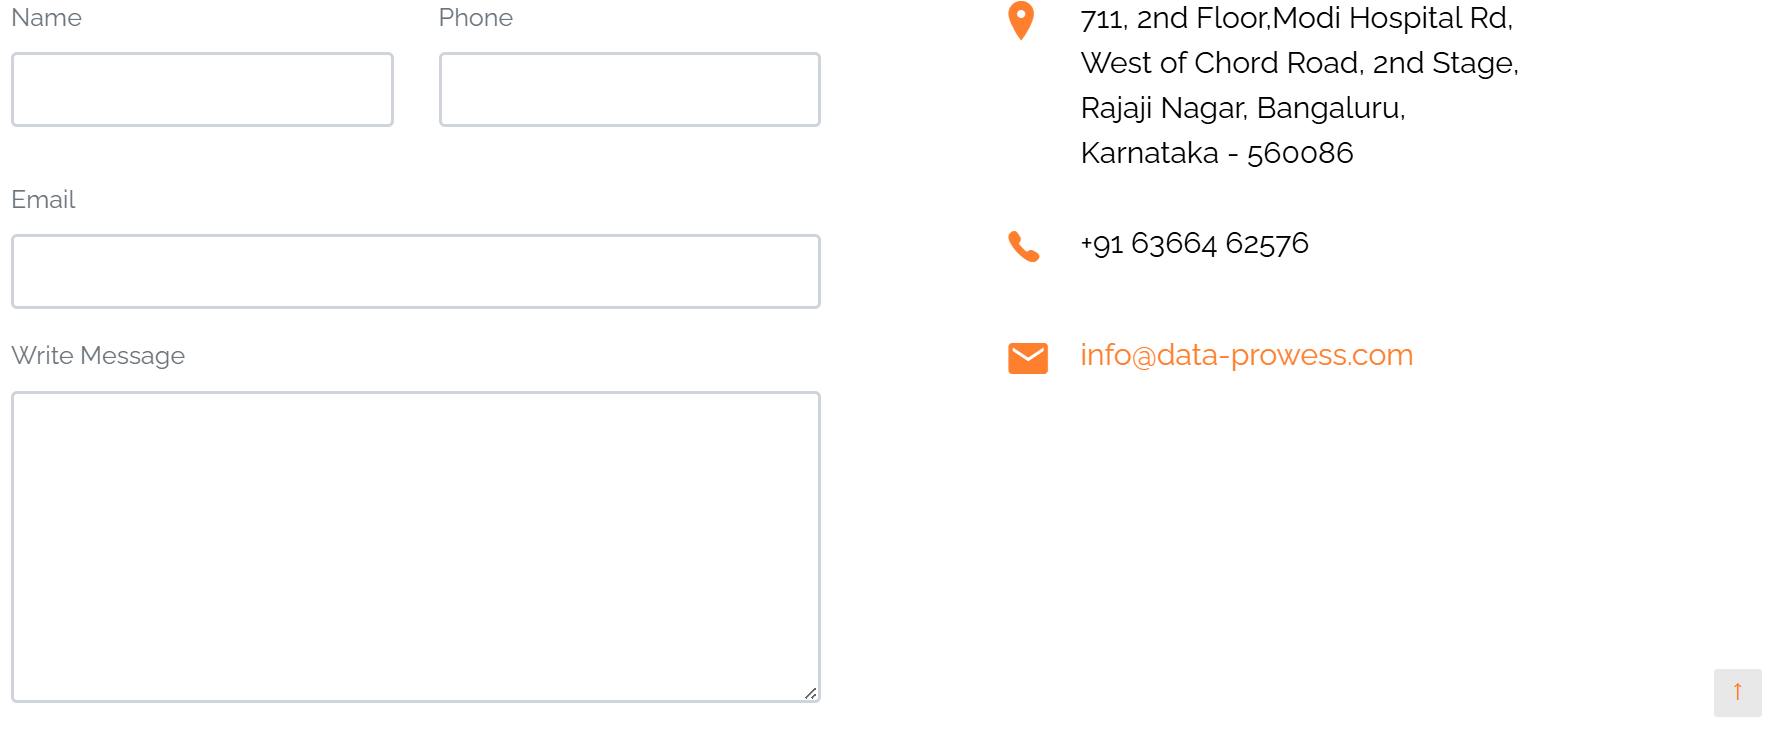 Name
Phone
Email
Write Message
711, 2nd Floor,Modi Hospital Rd,
West of Chord Road, 2nd Stage,
Rajaji Nagar, Bangaluru,
Karnataka - 560086
+91 63664 62576
info@data-prowess.com
↑